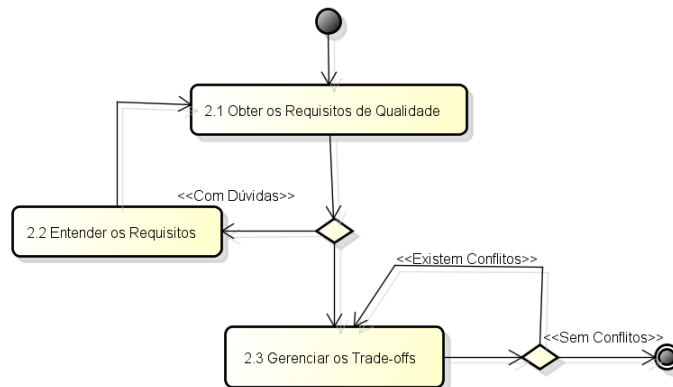 2.1 Obter os Requisitos de Qualidade
<<Com Dúvidas>>
2.2 Entender os Requisitos
<<Existem Conflitos>>
<<Sem Conflitos>>
2.3 Gerenciar os Trade-offs